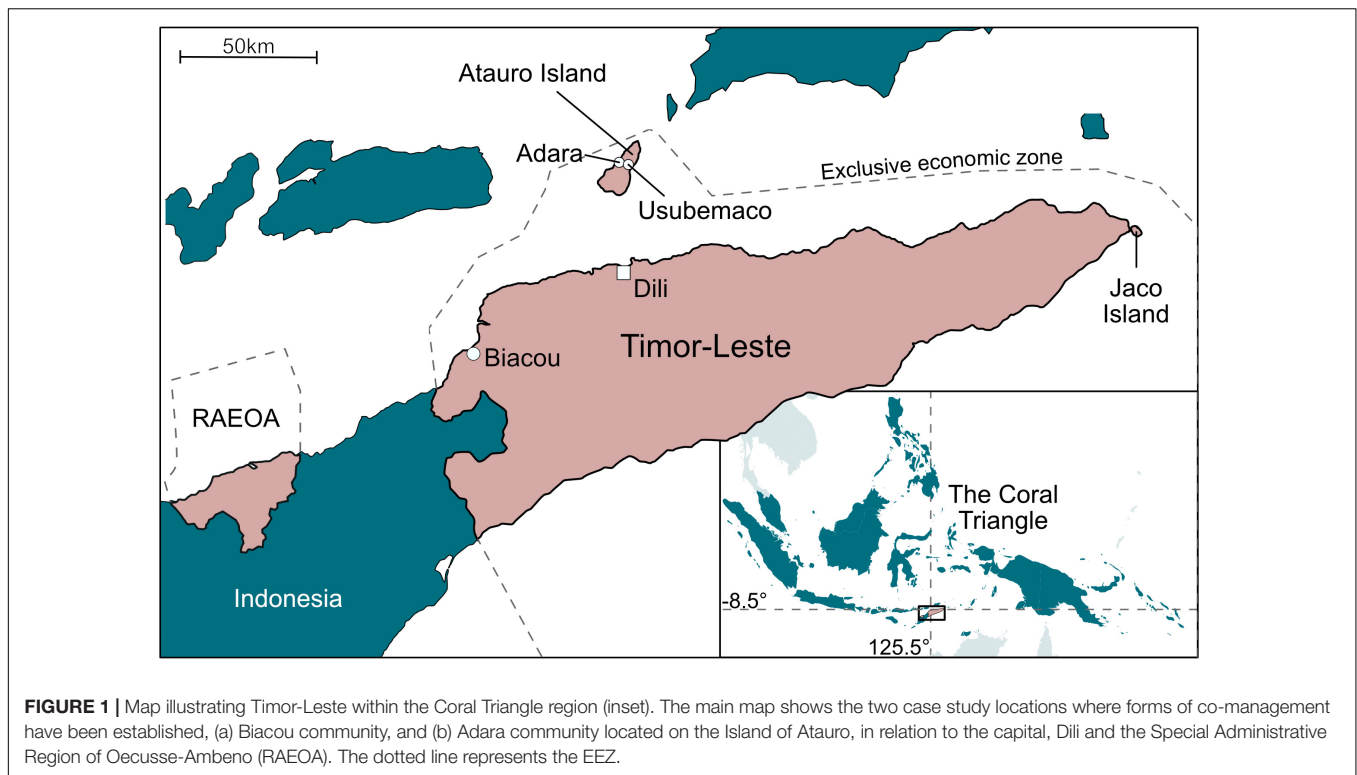 50km
Atauro Island
Adara
Usubemaco
Exclusive economic zone
Dili
Jaco
Island
Timor-Leste
Biacou
RAEOA
Indonesia
The Coral
Triangle
-8.5°
125.5°
FIGURE 1 | Map illustrating Timor-Leste within the Coral Triangle region (inset). The main map shows the two case study locations where forms of co-management
have been established, (a) Biacou community, and (b) Adara community located on the Island of Atauro, in relation to the capital, Dili and the Special Administrative
Region of Oecusse-Ambeno (RAEOA). The dotted line represents the EEZ.